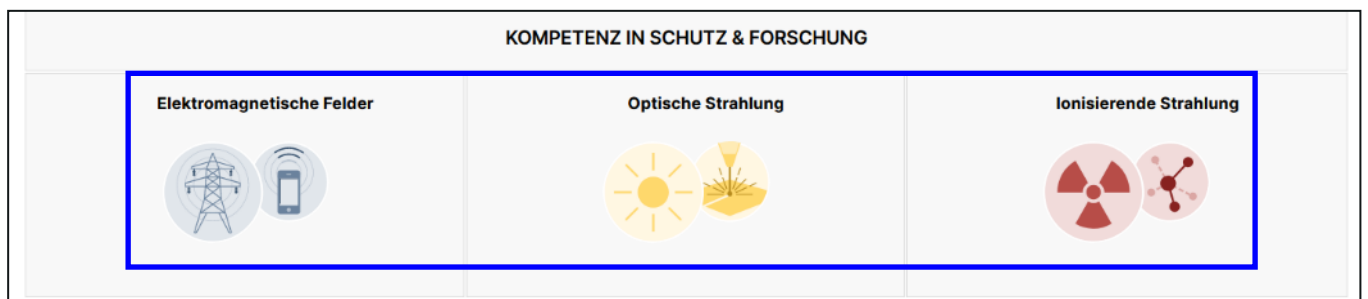 KOMPETENZ IN SCHUTZ & FORSCHUNG
Elektromagnetische Felder
Optische Strahlung
Ionisierende Strahlung